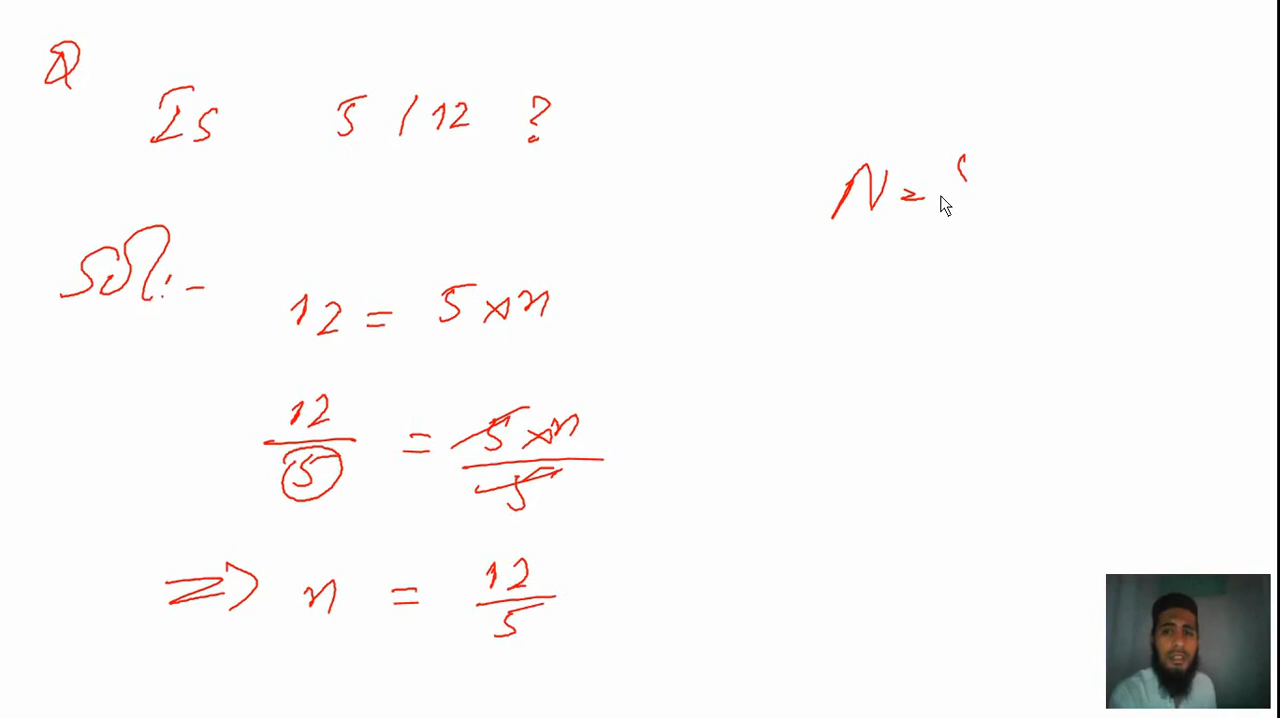 Q
Is 5 / 12 ?
Sol:-
12 = 5 × n
12/5 = 5 × n/5
=> n = 12/5
N = {